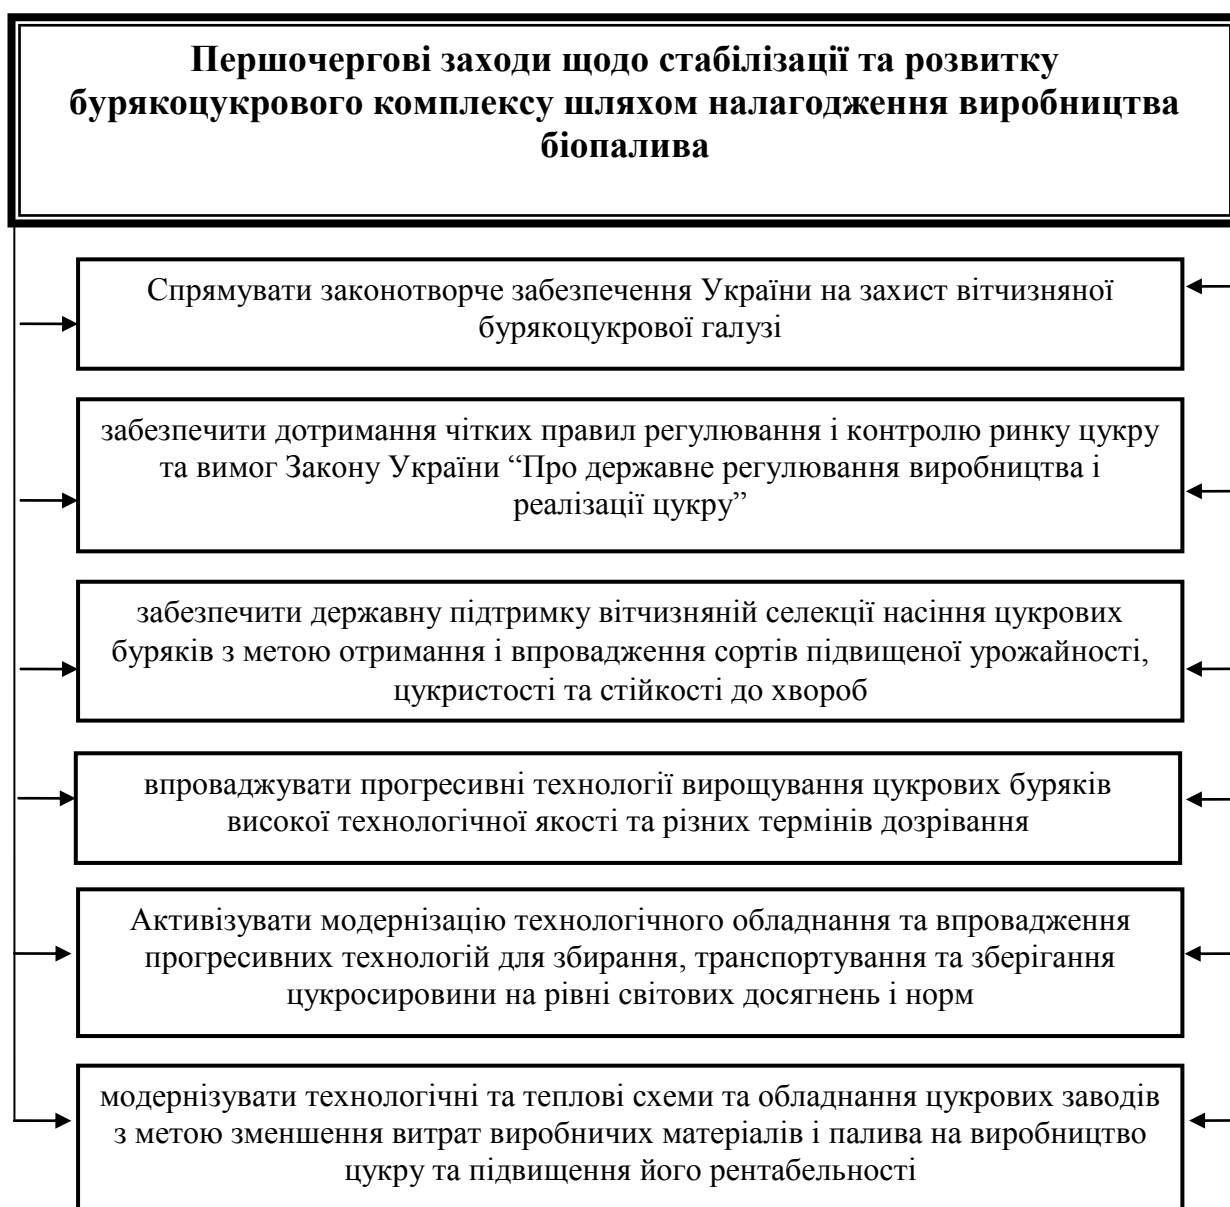 Першочергові заходи щодо стабілізації та розвитку
бурякоцукрового комплексу шляхом налагодження виробництва
біопалива
Спрямувати законотворче забезпечення України на захист вітчизняної
бурякоцукрової галузі
забезпечити дотримання чітких правил регулювання і контролю ринку цукру
та вимог Закону України “Про державне регулювання виробництва і
реалізації цукру”
забезпечити державну підтримку вітчизняній селекції насіння цукрових
буряків з метою отримання і впровадження сортів підвищеної урожайності,
цукристості та стійкості до хвороб
впроваджувати прогресивні технології вирощування цукрових буряків
високої технологічної якості та різних термінів дозрівання
Активізувати модернізацію технологічного обладнання та впровадження
прогресивних технологій для збирання, транспортування та зберігання
цукросировини на рівні світових досягнень і норм
модернізувати технологічні та теплові схеми та обладнання цукрових заводів
з метою зменшення витрат виробничих матеріалів і палива на виробництво
цукру та підвищення його рентабельності